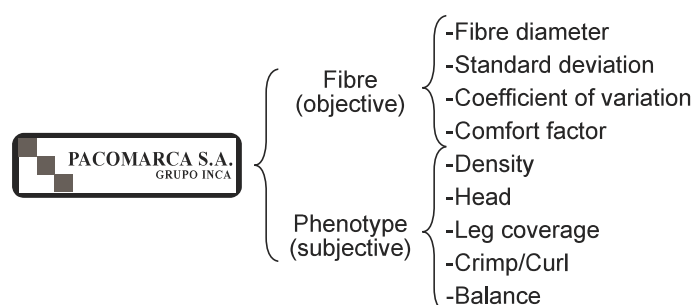 PACOMARCA S.A.
GRUPO INCA
Fibre
(objective)
-Fibre diameter
-Standard deviation
-Coefficient of variation
-Comfort factor
Phenotype
(subjective)
-Density
-Head
-Leg coverage
-Crimp/Curl
-Balance